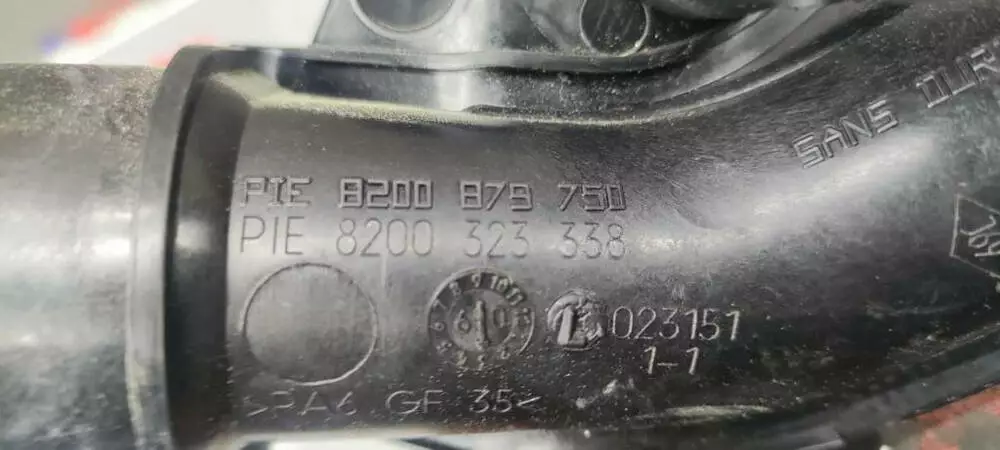 SANS DUR
PIE 8200 879 750
PIE 8200 323 338
023151
1-1
>PA6 GF 35<